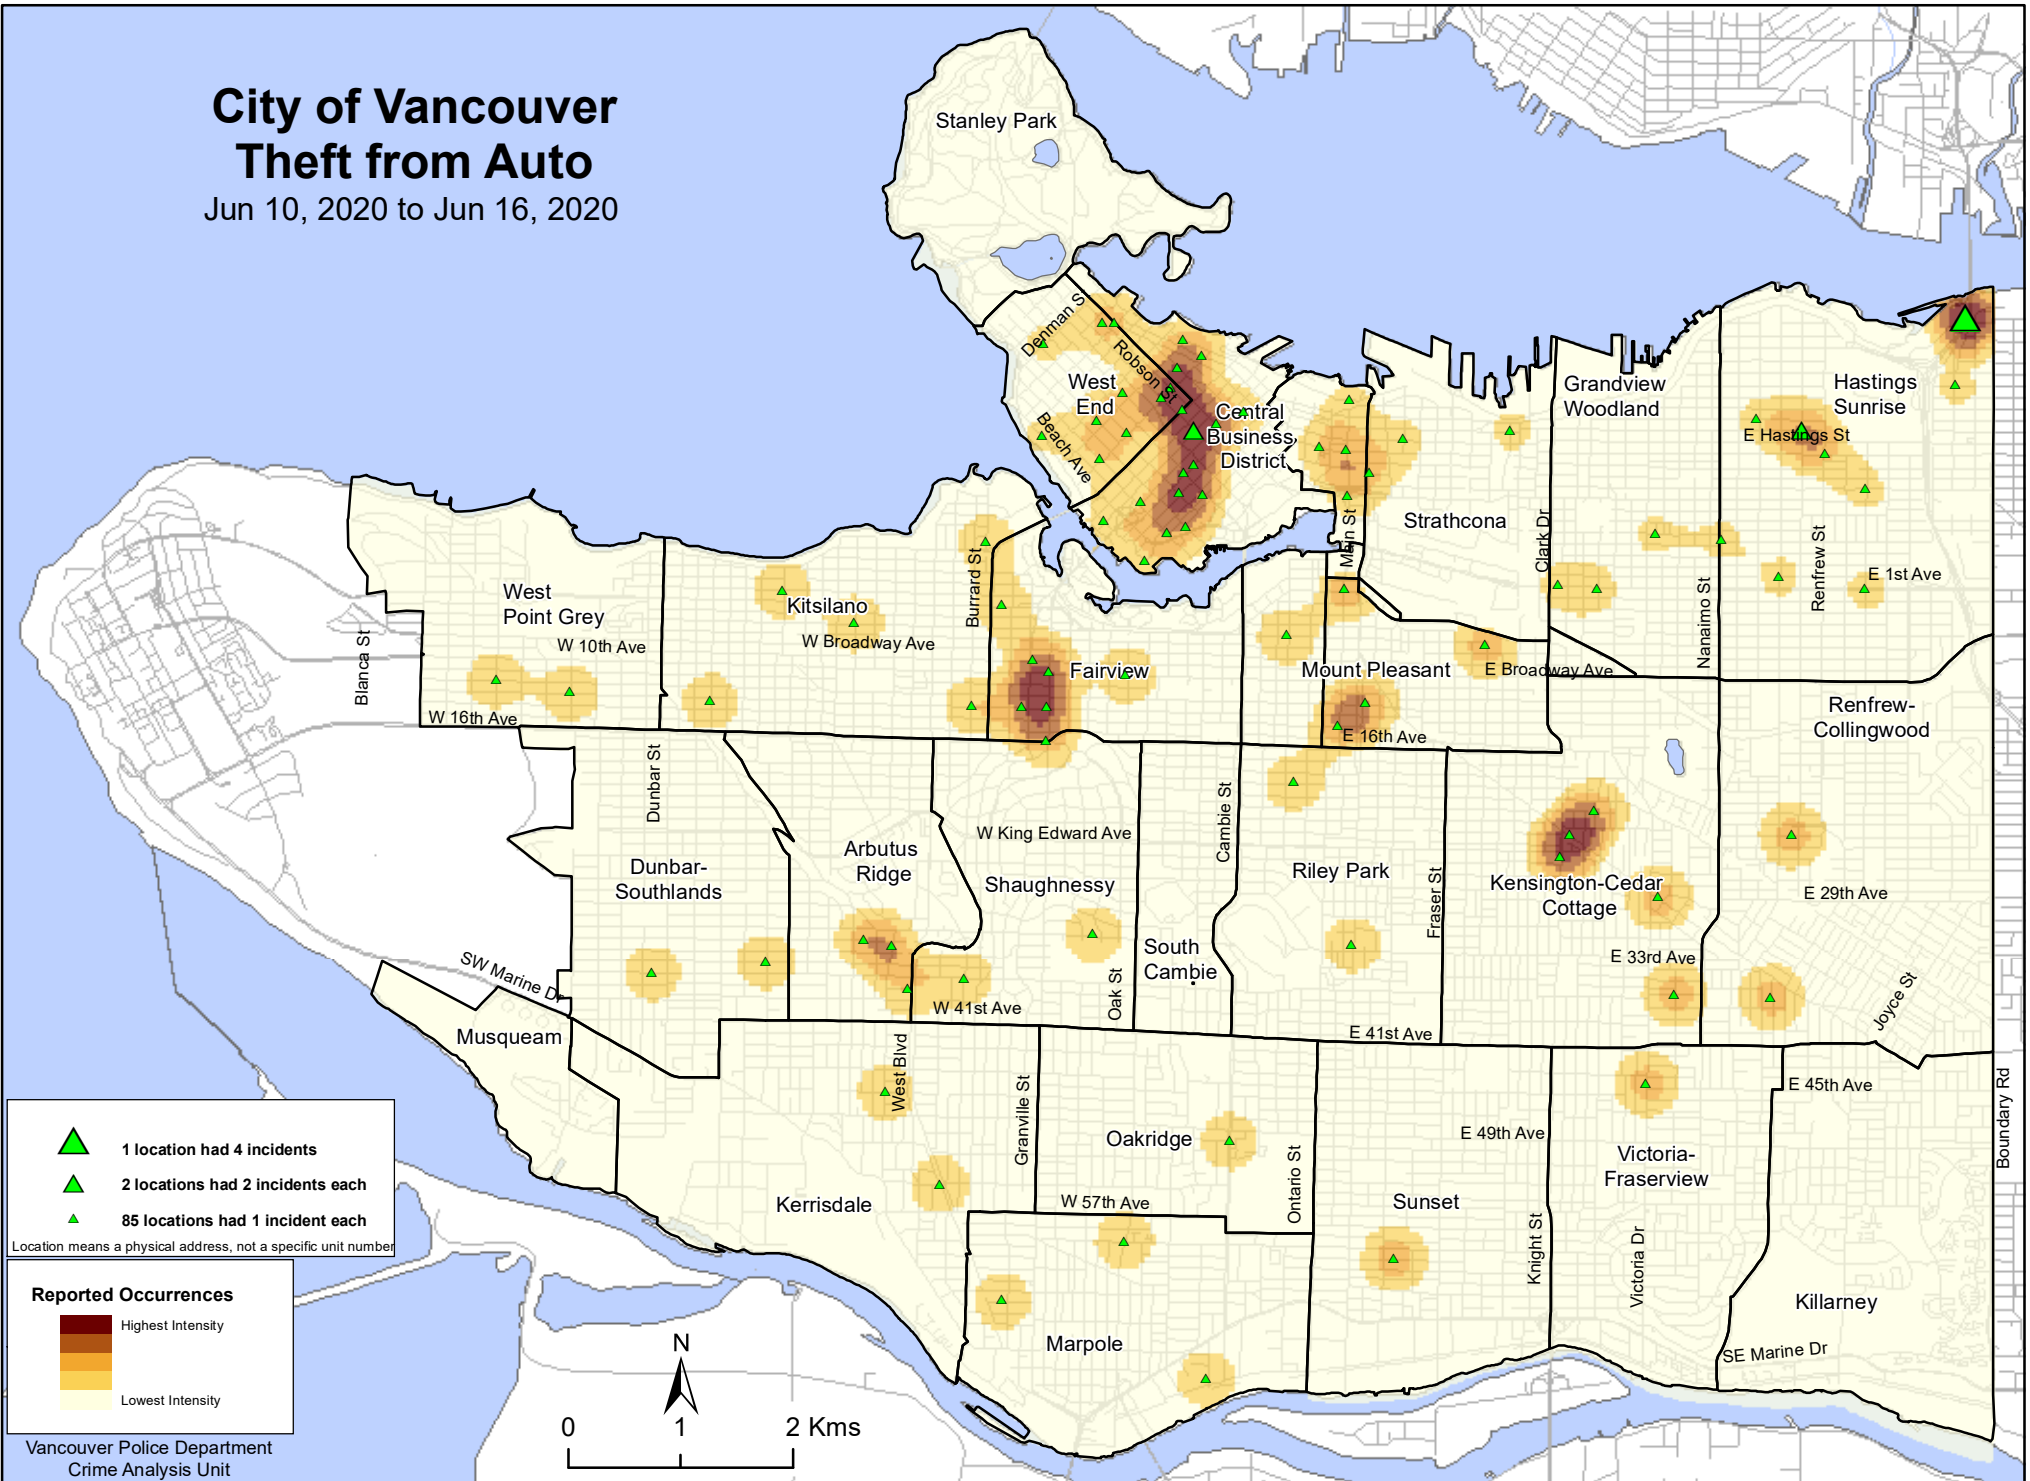 City of Vancouver
Theft from Auto
Jun 10, 2020 to Jun 16, 2020
Stanley Park
Denman S
Robson St
West
End
Beach Ave
Central
Business
District
Grandview
Woodland
Hastings
Sunrise
E Hastings St
Strathcona
Main St
Clark Dr
Nanaimo St
Renfrew St
E 1st Ave
West
Point Grey
W 10th Ave
Blanca St
W 16th Ave
Kitsilano
W Broadway Ave
Burrard St
Fairview
Mount Pleasant
E Broadway Ave
E 16th Ave
Renfrew-
Collingwood
Dunbar St
Dunbar-
Southlands
Arbutus
Ridge
W King Edward Ave
Shaughnessy
Cambie St
Riley Park
Fraser St
Kensington-Cedar
Cottage
E 29th Ave
South
Cambie
Oak St
E 33rd Ave
Joyce St
SW Marine Dr
W 41st Ave
E 41st Ave
Musqueam
West Blvd
Granville St
E 45th Ave
Boundary Rd
Oakridge
E 49th Ave
Ontario St
Victoria-
Fraserview
Kerrisdale
W 57th Ave
Sunset
Knight St
Victoria Dr
Killarney
Marpole
SE Marine Dr
1 location had 4 incidents
2 locations had 2 incidents each
85 locations had 1 incident each
Location means a physical address, not a specific unit number
Reported Occurrences
Highest Intensity
Lowest Intensity
N
0 1 2 Kms
Vancouver Police Department
Crime Analysis Unit